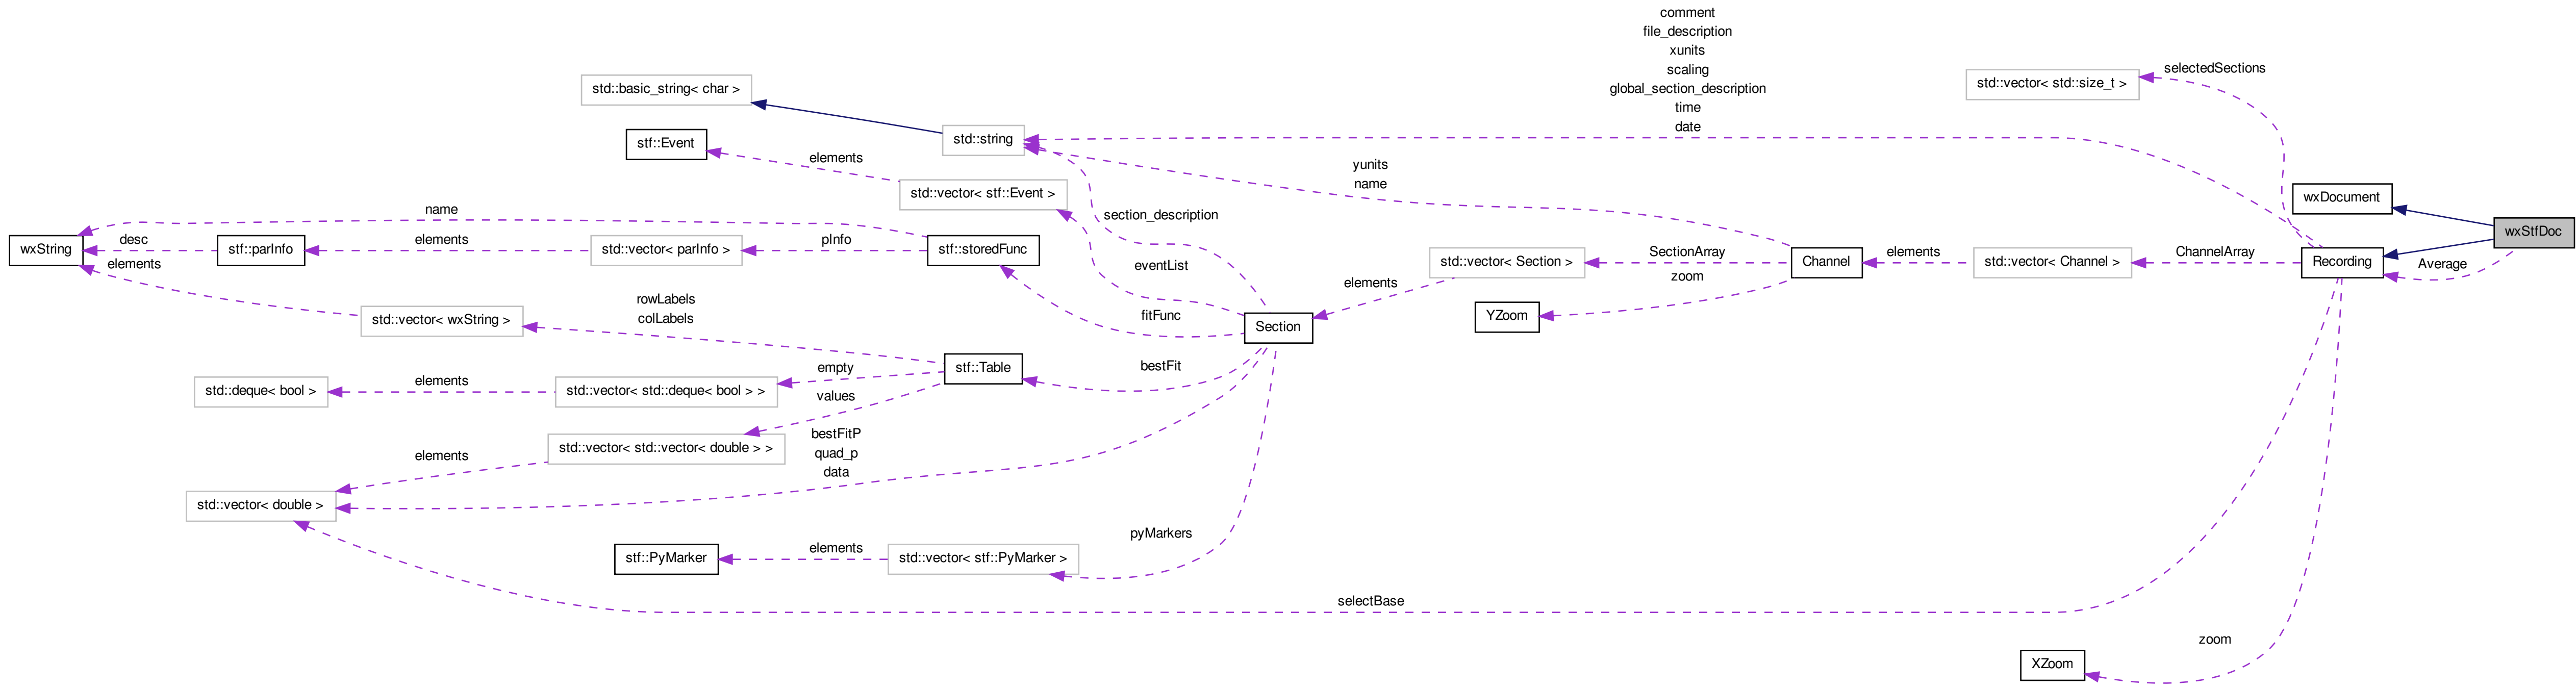 comment
file_description
xunits
scaling
global_section_description
time
date
selectedSections
std::vector< std::size_t >
std::basic_string< char >
std::string
stf::Event
elements
yunits
name
std::vector< stf::Event >
wxDocument
name
section_description
wxStfDoc
wxString
desc
stf::parInfo
elements
std::vector< parInfo >
pInfo
stf::storedFunc
elements
eventList
std::vector< Section >
SectionArray
zoom
Channel
elements
std::vector< Channel >
ChannelArray
Recording
Average
elements
rowLabels
colLabels
std::vector< wxString >
fitFunc
Section
YZoom
stf::Table
bestFit
empty
std::deque< bool >
elements
std::vector< std::deque< bool > >
values
bestFitP
quad_p
data
std::vector< std::vector< double > >
elements
std::vector< double >
pyMarkers
stf::PyMarker
elements
std::vector< stf::PyMarker >
selectBase
zoom
XZoom